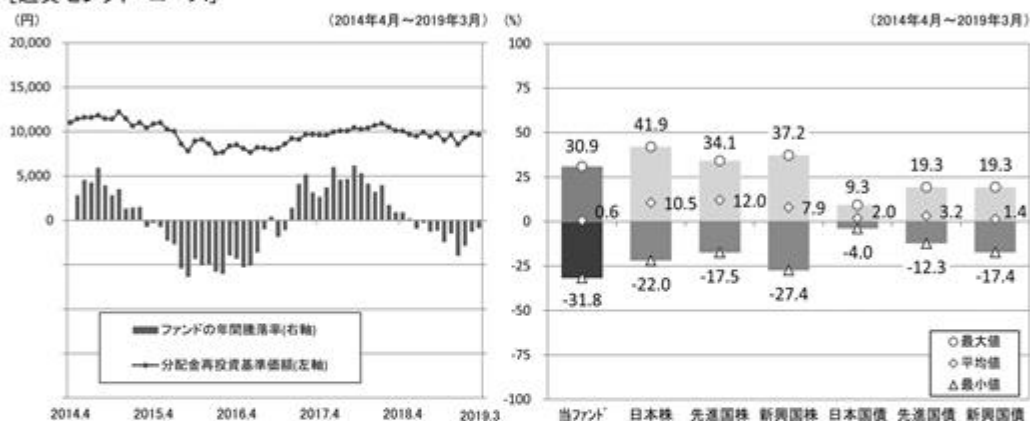 (円)
(2014年4月～2019年3月)
20,000
15,000
10,000
5,000
0
ファンドの年間騰落率(右軸)
分配金再投資基準価額(左軸)
2014.4 2015.4 2016.4 2017.4 2018.4 2019.3
(%)
(2014年4月～2019年3月)
100
75
50
25
0
-25
-50
-75
-100
30.9 41.9 34.1 37.2 9.3 19.3 19.3
0.6 10.5 12.0 7.9 2.0 3.2 1.4
-31.8 -22.0 -17.5 -27.4 -4.0 -12.3 -17.4
最大値
平均値
最小値
当ファンド 日本株 先進国株 新興国株 日本国債 先進国債 新興国債